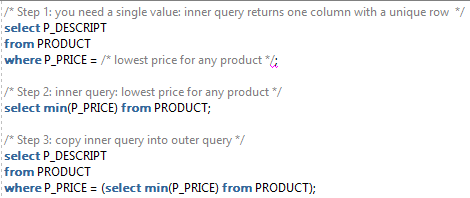 /* Step 1: you need a single value: inner query returns one column with a unique row */
select P_DESCRIPT
from PRODUCT
where P_PRICE = /* lowest price for any product */;
/* Step 2: inner query: lowest price for any product */
select min(P_PRICE) from PRODUCT;
/* Step 3: copy inner query into outer query */
select P_DESCRIPT
from PRODUCT
where P_PRICE = (select min(P_PRICE) from PRODUCT);